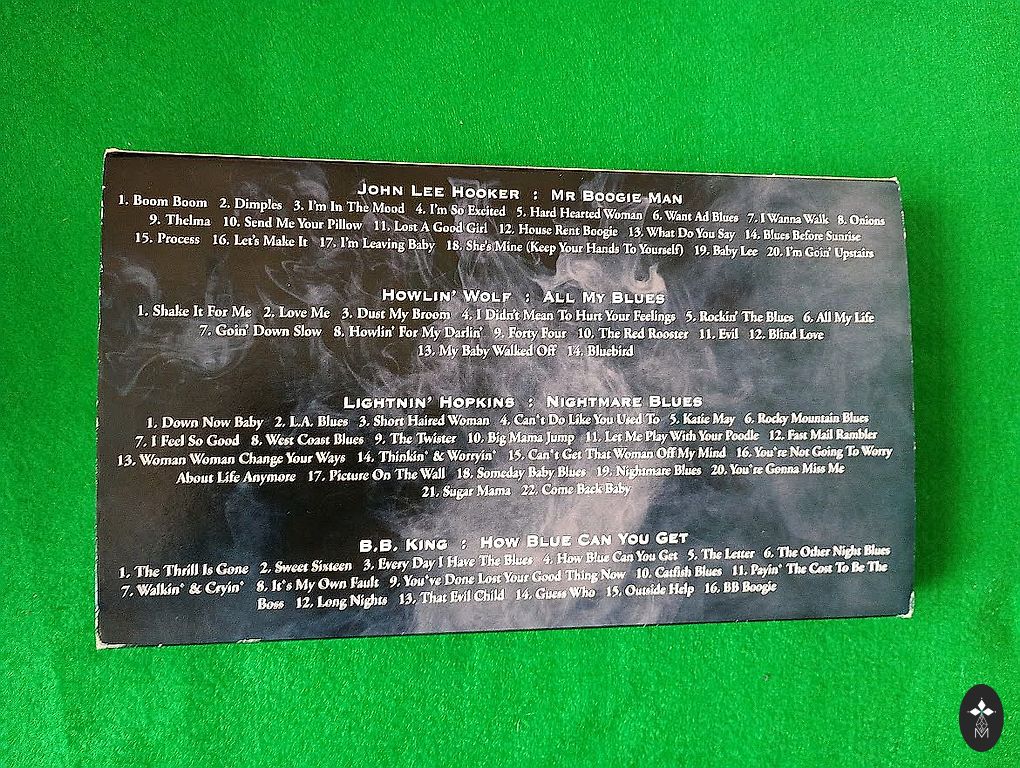 JOHN LEE HOOKER : MR BOOGIE MAN
1. Boom Boom 2. Dimples 3. I'm In The Mood 4. I'm So Excited 5. Hard Hearted Woman 6. Want Ad Blues 7. I Wanna Walk 8. Onions
9. Thelma 10. Send Me Your Pillow 11. Lost A Good Girl 12. House Rent Boogie 13. What Do You Say 14. Blues Before Sunrise
15. Process 16. Let's Make It 17. I'm Leaving Baby 18. She's Mine (Keep Your Hands To Yourself) 19. Baby Lee 20. I'm Goin' Upstairs
HOWLIN' WOLF : ALL MY BLUES
1. Shake It For Me 2. Love Me 3. Dust My Broom 4. I Didn't Mean To Hurt Your Feelings 5. Rockin' The Blues 6. All My Life
7. Goin' Down Slow 8. Howlin' For My Darlin' 9. Forty Four 10. The Red Rooster 11. Evil 12. Blind Love
13. My Baby Walked Off 14. Bluebird
LIGHTNIN' HOPKINS : NIGHTMARE BLUES
1. Down Now Baby 2. L.A. Blues 3. Short Haired Woman 4. Can't Do Like You Used To 5. Katie May 6. Rocky Mountain Blues
7. I Feel So Good 8. West Coast Blues 9. The Twister 10. Big Mama Jump 11. Let Me Play With Your Poodle 12. Fast Mail Rambler
13. Woman Woman Change Your Ways 14. Thinkin' & Worryin' 15. Can't Get That Woman Off My Mind 16. You're Not Going To Worry
About Life Anymore 17. Picture On The Wall 18. Someday Baby Blues 19. Nightmare Blues 20. You're Gonna Miss Me
21. Sugar Mama 22. Come Back Baby
B.B. KING : HOW BLUE CAN YOU GET
1. The Thrill Is Gone 2. Sweet Sixteen 3. Every Day I Have The Blues 4. How Blue Can You Get 5. The Letter 6. The Other Night Blues
7. Walkin' & Cryin' 8. It's My Own Fault 9. You've Done Lost Your Good Thing Now 10. Catfish Blues 11. Payin' The Cost To Be The
Boss 12. Long Nights 13. That Evil Child 14. Guess Who 15. Outside Help 16. BB Boogie